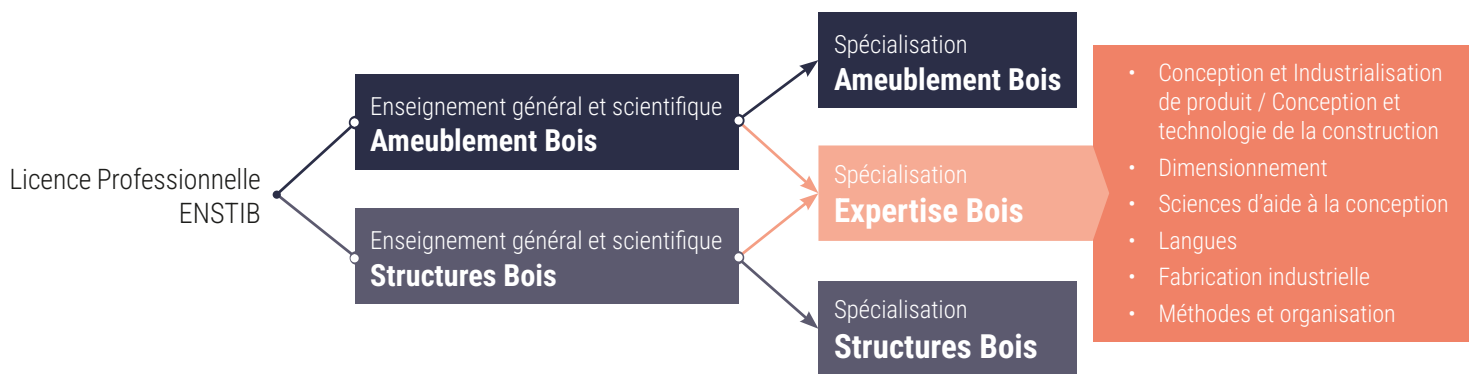 Licence Professionnelle
ENSTIB
Enseignement général et scientifique
Ameublement Bois
Enseignement général et scientifique
Structures Bois
Spécialisation
Ameublement Bois
Spécialisation
Expertise Bois
Spécialisation
Structures Bois
• Conception et Industrialisation
de produit / Conception et
technologie de la construction
• Dimensionnement
• Sciences d'aide à la conception
• Langues
• Fabrication industrielle
• Méthodes et organisation